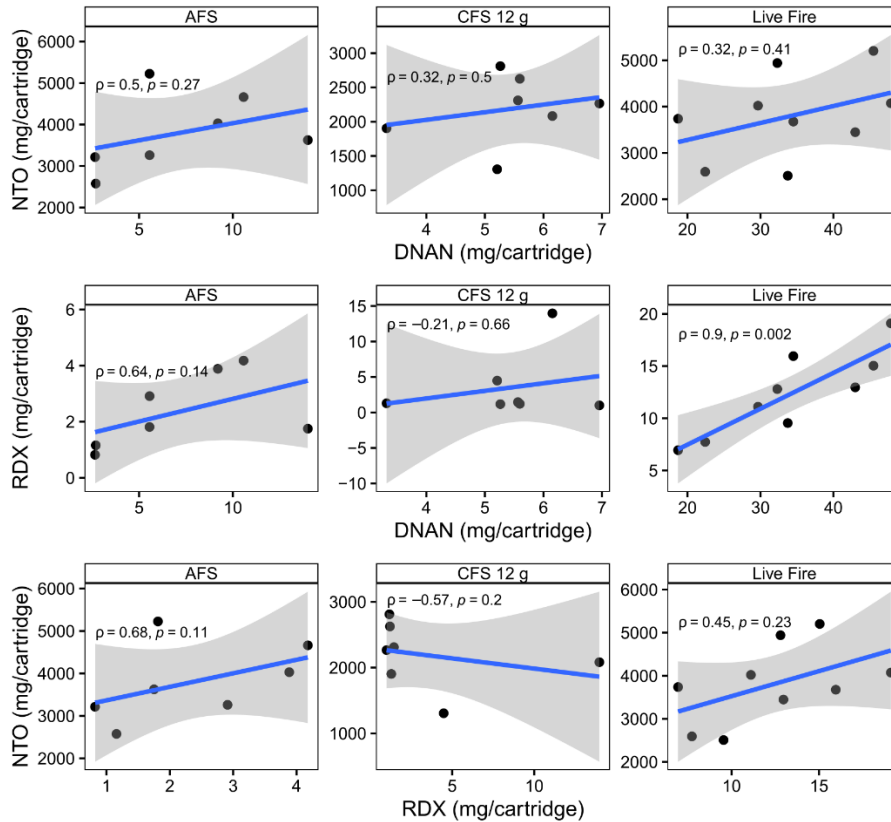 AFS CFS 12 g Live Fire
NTO (mg/cartridge)
6000 5000 4000 3000 2000
ρ = 0.5, p = 0.27
5 10
3000 2500 2000 1500 1000
ρ = 0.32, p = 0.5
4 5 6 7
5000 4000 3000 2000
ρ = 0.32, p = 0.41
20 30 40
DNAN (mg/cartridge)
AFS CFS 12 g Live Fire
RDX (mg/cartridge)
6 4 2 0
ρ = 0.64, p = 0.14
5 10
15 10 5 0 −5 −10
ρ = −0.21, p = 0.66
4 5 6 7
20 15 10 5
ρ = 0.9, p = 0.002
20 30 40
DNAN (mg/cartridge)
AFS CFS 12 g Live Fire
NTO (mg/cartridge)
6000 5000 4000 3000 2000
ρ = 0.68, p = 0.11
1 2 3 4
3000 2000 1000
ρ = −0.57, p = 0.2
5 10
6000 5000 4000 3000 2000
ρ = 0.45, p = 0.23
10 15
RDX (mg/cartridge)